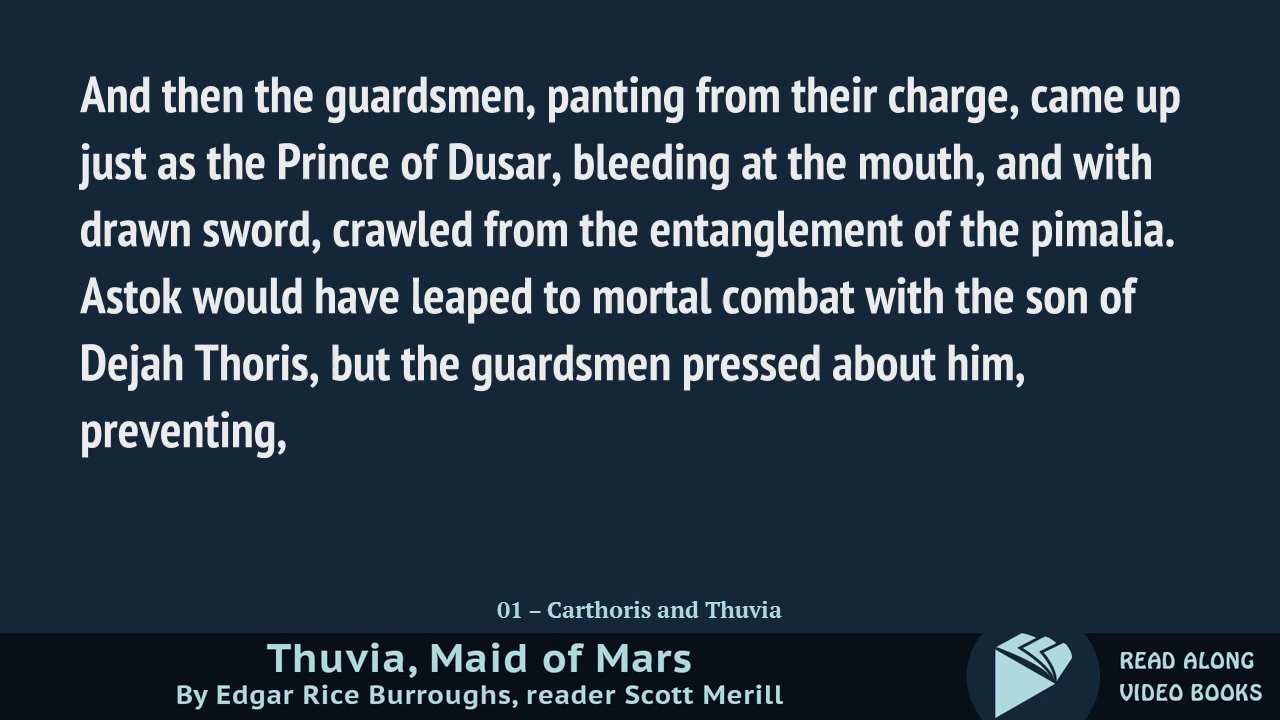 And then the guardsmen, panting from their charge, came up
just as the Prince of Dusar, bleeding at the mouth, and with
drawn sword, crawled from the entanglement of the pimalia.
Astok would have leaped to mortal combat with the son of
Dejah Thoris, but the guardsmen pressed about him,
preventing,
01 – Carthoris and Thuvia
Thuvia, Maid of Mars
By Edgar Rice Burroughs, reader Scott Merill
READ ALONG
VIDEO BOOKS